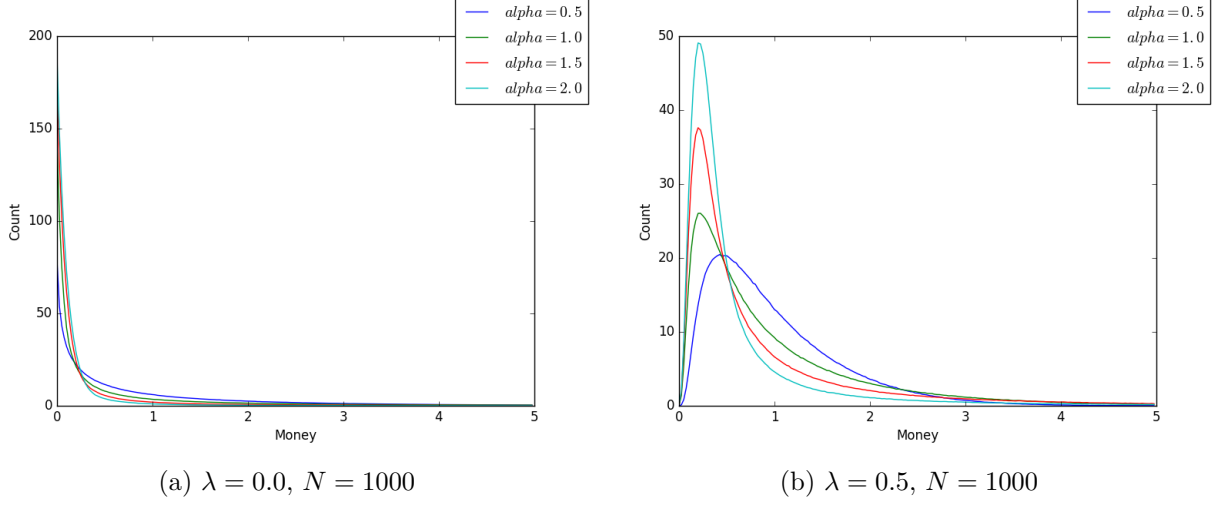 alpha = 0.5
alpha = 1.0
alpha = 1.5
alpha = 2.0
200
150
100
50
0
Count
0 1 2 3 4 5
Money
(a) λ = 0.0, N = 1000
alpha = 0.5
alpha = 1.0
alpha = 1.5
alpha = 2.0
50
40
30
20
10
0
Count
0 1 2 3 4 5
Money
(b) λ = 0.5, N = 1000